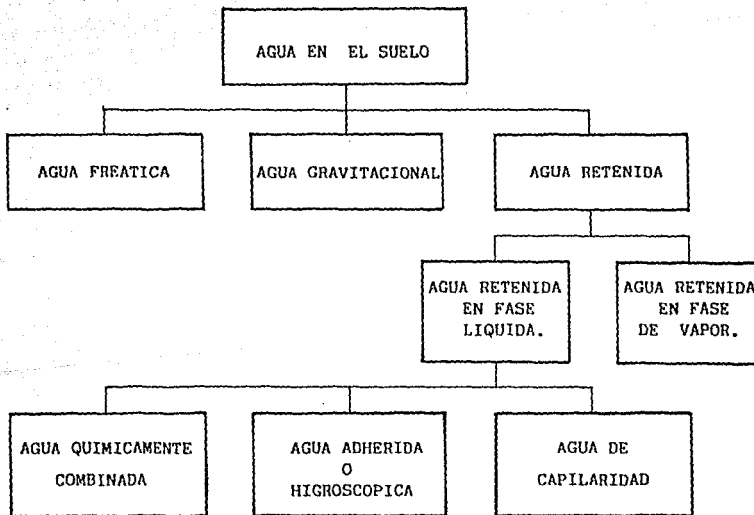 AGUA EN EL SUELO
AGUA FREATICA
AGUA GRAVITACIONAL
AGUA RETENIDA
AGUA RETENIDA
EN FASE
LIQUIDA.
AGUA RETENIDA
EN FASE
DE VAPOR.
AGUA QUIMICAMENTE
COMBINADA
AGUA ADHERIDA
O
HIGROSCOPICA
AGUA DE
CAPILARIDAD